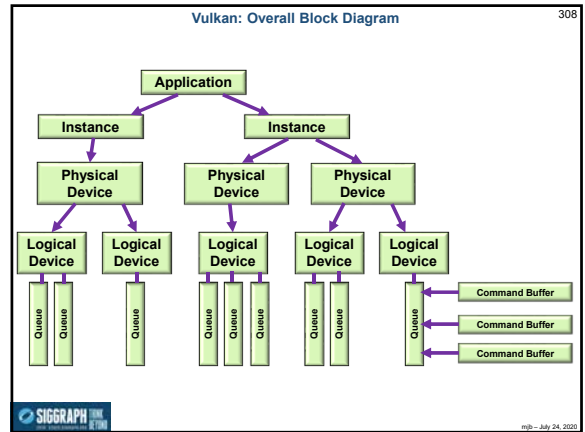 Vulkan: Overall Block Diagram
308
Application
Instance
Instance
Physical
Device
Physical
Device
Physical
Device
Logical
Device
Logical
Device
Logical
Device
Logical
Device
Logical
Device
Queue
Queue
Queue
Queue
Queue
Queue
Queue
Queue
Queue
Command Buffer
Command Buffer
Command Buffer
SIGGRAPH THINK
BEYOND
mjb – July 24, 2020